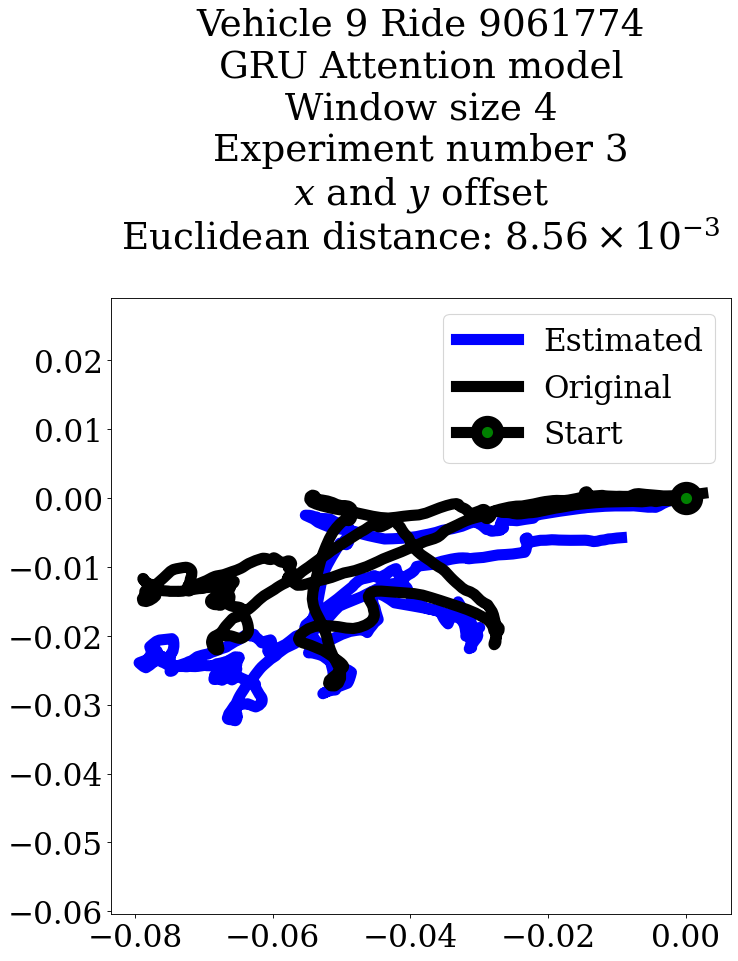 Vehicle 9 Ride 9061774
GRU Attention model
Window size 4
Experiment number 3
x and y offset
Euclidean distance: 8.56 × 10⁻³
Estimated
Original
Start
0.02
0.01
0.00
−0.01
−0.02
−0.03
−0.04
−0.05
−0.06
−0.08 −0.06 −0.04 −0.02 0.00